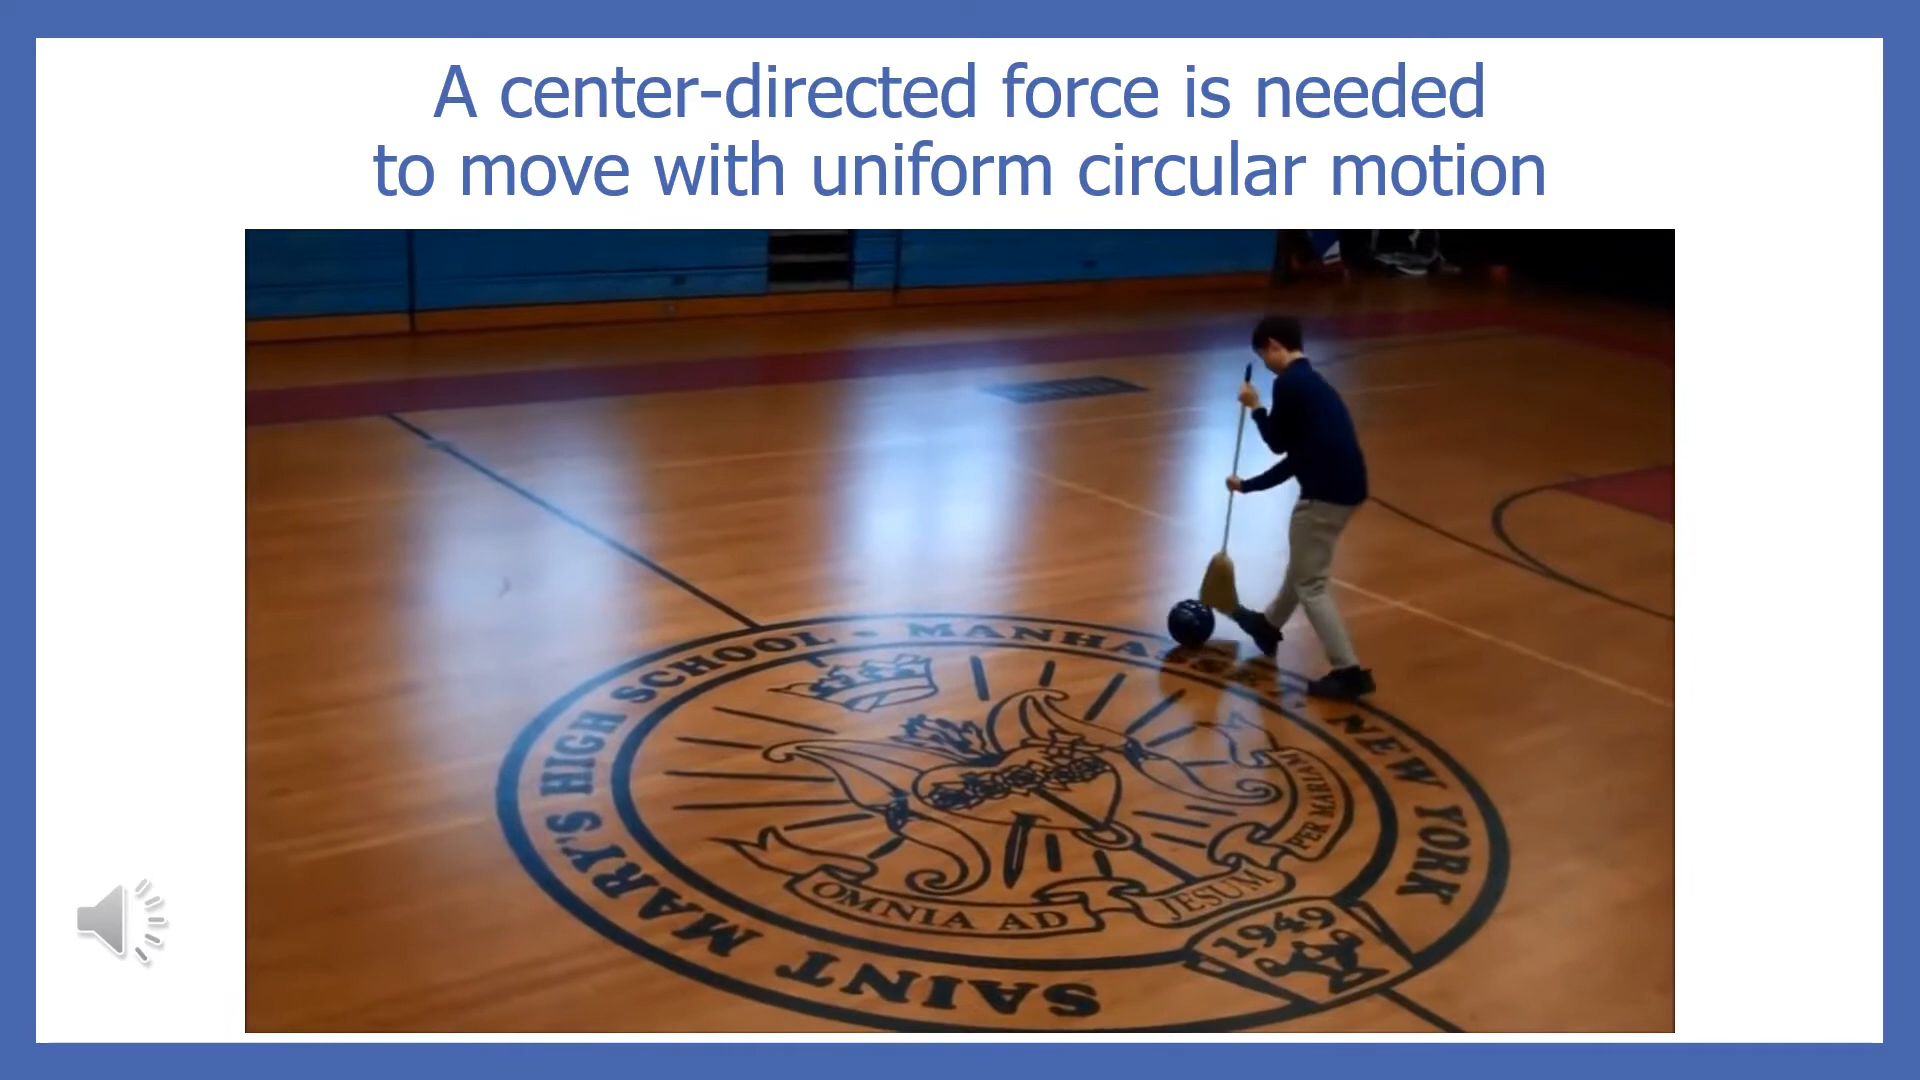 A center-directed force is needed
to move with uniform circular motion
SAINT MARY'S HIGH SCHOOL - MANHASSET NEW YORK
OMNIA AD
JESUM
PER MARIAM
1949